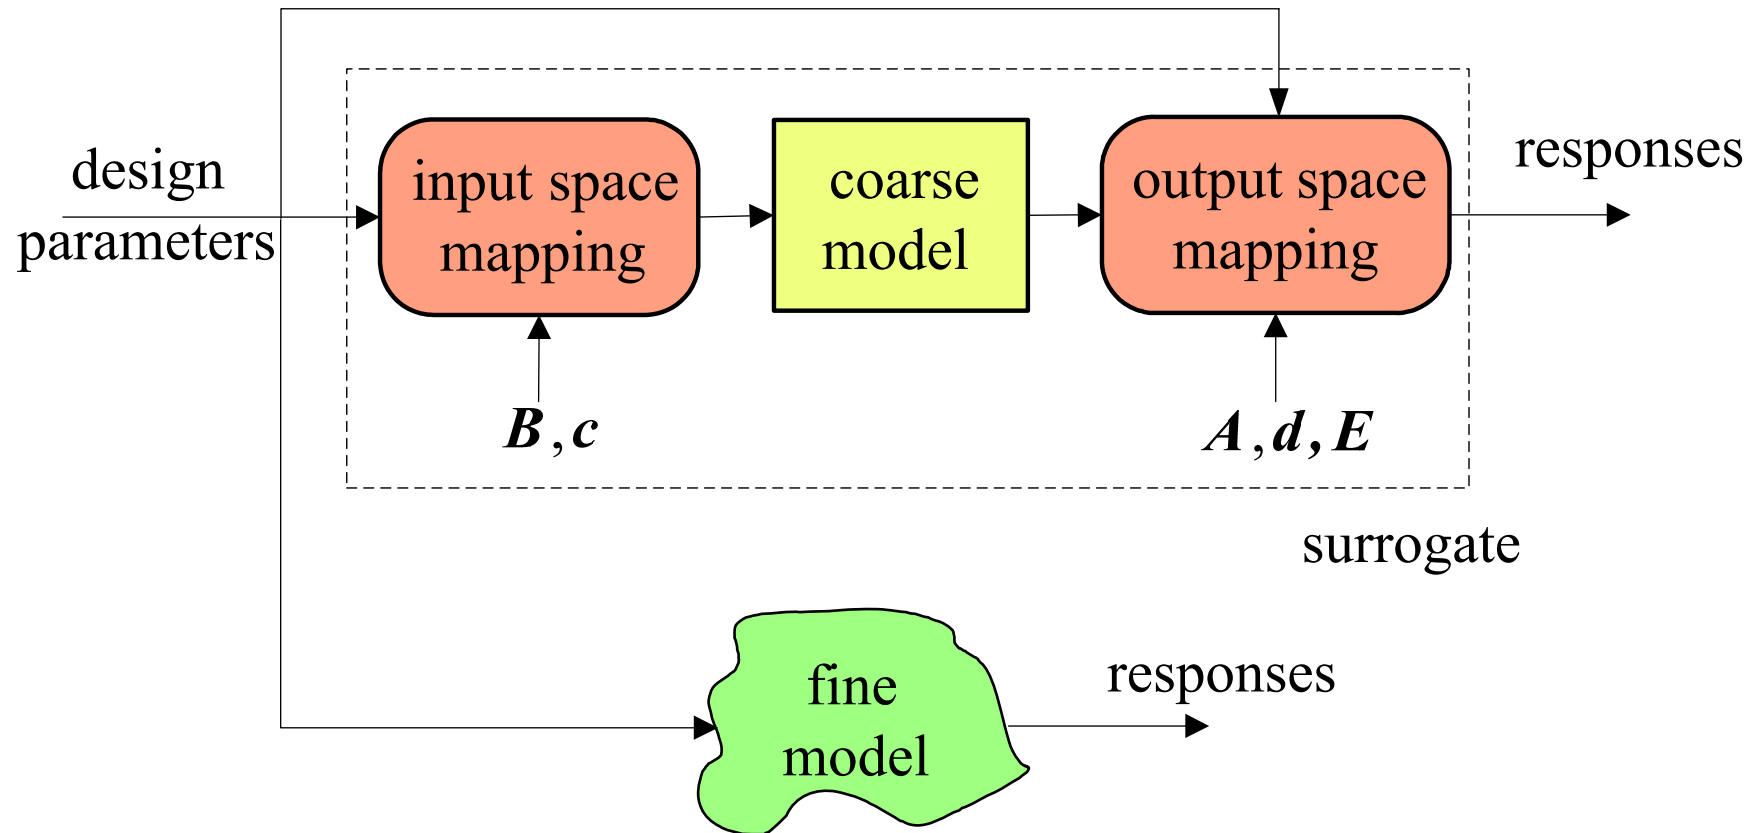 design
parameters
input space
mapping
coarse
model
output space
mapping
responses
B, c
A, d, E
surrogate
fine
model
responses